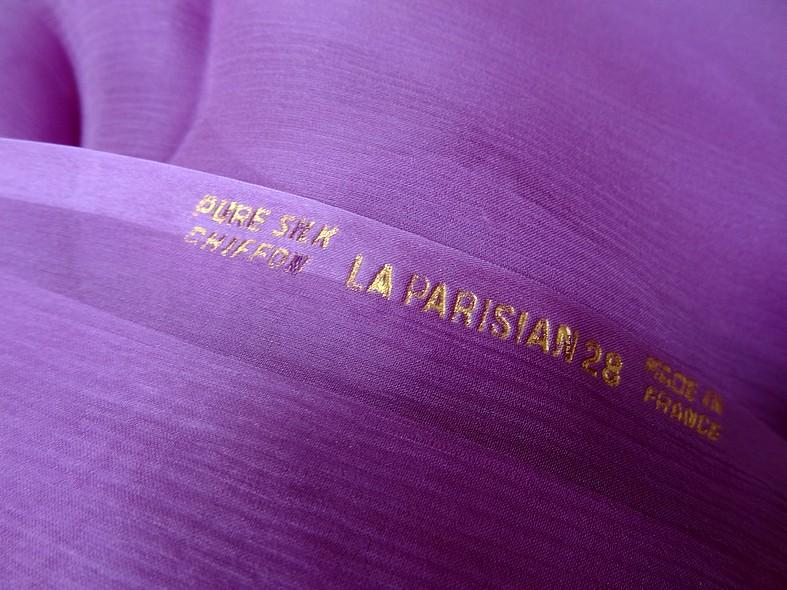 PURE SILK
CHIFFON
LA PARISIAN 28
MADE IN
FRANCE